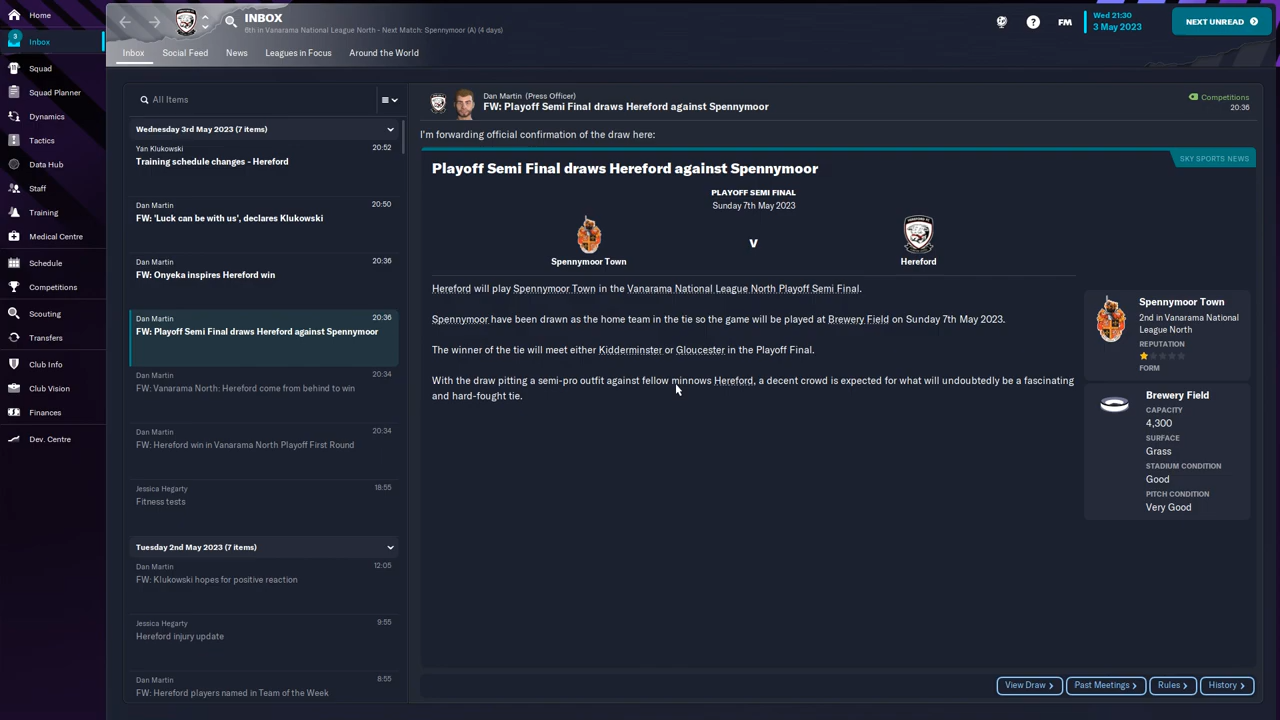 Home
3
Inbox
Squad
Squad Planner
Dynamics
Tactics
Data Hub
Staff
Training
Medical Centre
Schedule
Competitions
Scouting
Transfers
Club Info
Club Vision
Finances
Dev. Centre
INBOX
6th in Vanarama National League North - Next Match: Spennymoor (A) (4 days)
?
FM
Wed 21:30
3 May 2023
NEXT UNREAD
Inbox
Social Feed
News
Leagues in Focus
Around the World
All Items
Wednesday 3rd May 2023 (7 items)
Yan Klukowski 20:52
Training schedule changes - Hereford
Dan Martin 20:50
FW: 'Luck can be with us', declares Klukowski
Dan Martin 20:36
FW: Onyeka inspires Hereford win
Dan Martin 20:36
FW: Playoff Semi Final draws Hereford against Spennymoor
Dan Martin 20:34
FW: Vanarama North: Hereford come from behind to win
Dan Martin 20:34
FW: Hereford win in Vanarama North Playoff First Round
Jessica Hegarty 18:55
Fitness tests
Tuesday 2nd May 2023 (7 items)
Dan Martin 12:05
FW: Klukowski hopes for positive reaction
Jessica Hegarty 9:55
Hereford injury update
Dan Martin 8:55
FW: Hereford players named in Team of the Week
Dan Martin (Press Officer)
FW: Playoff Semi Final draws Hereford against Spennymoor
Competitions
20:36
I'm forwarding official confirmation of the draw here:
SKY SPORTS NEWS
Playoff Semi Final draws Hereford against Spennymoor
PLAYOFF SEMI FINAL
Sunday 7th May 2023
v
Spennymoor Town
Hereford
Hereford will play Spennymoor Town in the Vanarama National League North Playoff Semi Final.
Spennymoor have been drawn as the home team in the tie so the game will be played at Brewery Field on Sunday 7th May 2023.
The winner of the tie will meet either Kidderminster or Gloucester in the Playoff Final.
With the draw pitting a semi-pro outfit against fellow minnows Hereford, a decent crowd is expected for what will undoubtedly be a fascinating
and hard-fought tie.
Spennymoor Town
2nd in Vanarama National
League North
REPUTATION
FORM
Brewery Field
CAPACITY
4,300
SURFACE
Grass
STADIUM CONDITION
Good
PITCH CONDITION
Very Good
View Draw
Past Meetings
Rules
History